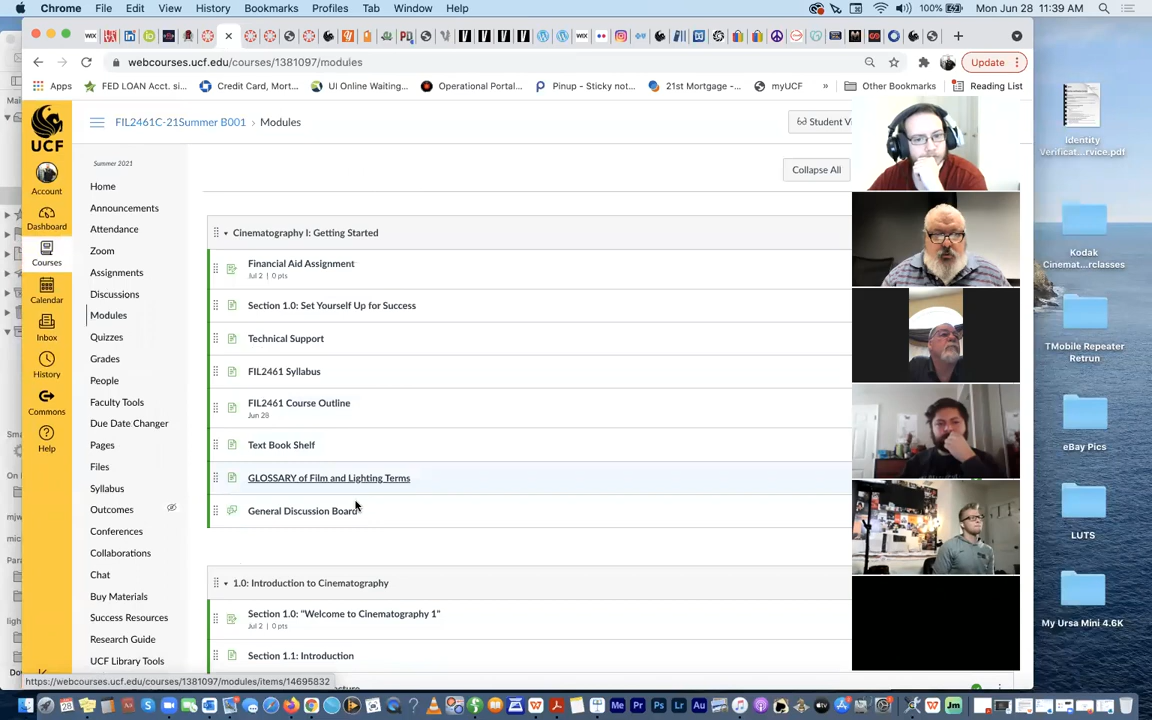 Chrome File Edit View History Bookmarks Profiles Tab Window Help 100% Mon Jun 28 11:39 AM
webcourses.ucf.edu/courses/1381097/modules Update
Apps FED LOAN Acct. si... Credit Card, Mort... UI Online Waiting... Operational Portal... Pinup - Sticky not... 21st Mortgage -... myUCF » Other Bookmarks Reading List
UCF
Account
Dashboard
Courses
Calendar
Inbox
History
Commons
Help
FIL2461C-21Summer B001 › Modules
Student Vi
Summer 2021
Home
Announcements
Attendance
Zoom
Assignments
Discussions
Modules
Quizzes
Grades
People
Faculty Tools
Due Date Changer
Pages
Files
Syllabus
Outcomes
Conferences
Collaborations
Chat
Buy Materials
Success Resources
Research Guide
UCF Library Tools
Collapse All
Cinematography I: Getting Started
Financial Aid Assignment
Jul 2 | 0 pts
Section 1.0: Set Yourself Up for Success
Technical Support
FIL2461 Syllabus
FIL2461 Course Outline
Jun 28
Text Book Shelf
GLOSSARY of Film and Lighting Terms
General Discussion Board
1.0: Introduction to Cinematography
Section 1.0: "Welcome to Cinematography 1"
Jul 2 | 0 pts
Section 1.1: Introduction
https://webcourses.ucf.edu/courses/1381097/modules/items/14695832
Identity
Verificat...rvice.pdf
Kodak
Cinemat...rclasses
TMobile Repeater
Retrun
eBay Pics
LUTS
My Ursa Mini 4.6K